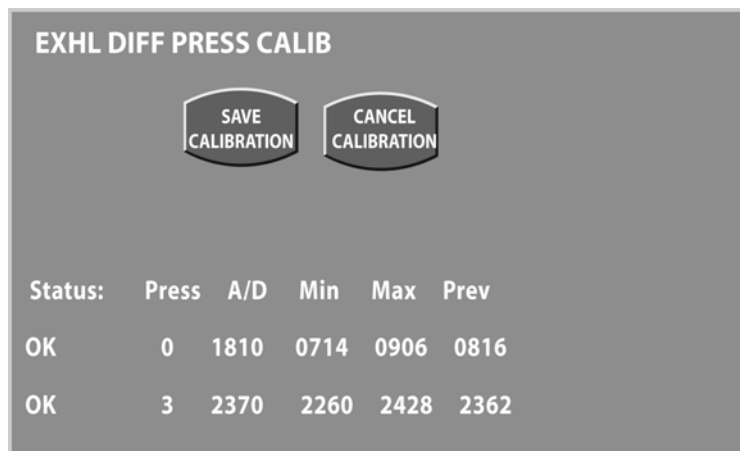 EXHL DIFF PRESS CALIB
SAVE
CALIBRATION
CANCEL
CALIBRATION
Status: Press A/D Min Max Prev
OK 0 1810 0714 0906 0816
OK 3 2370 2260 2428 2362